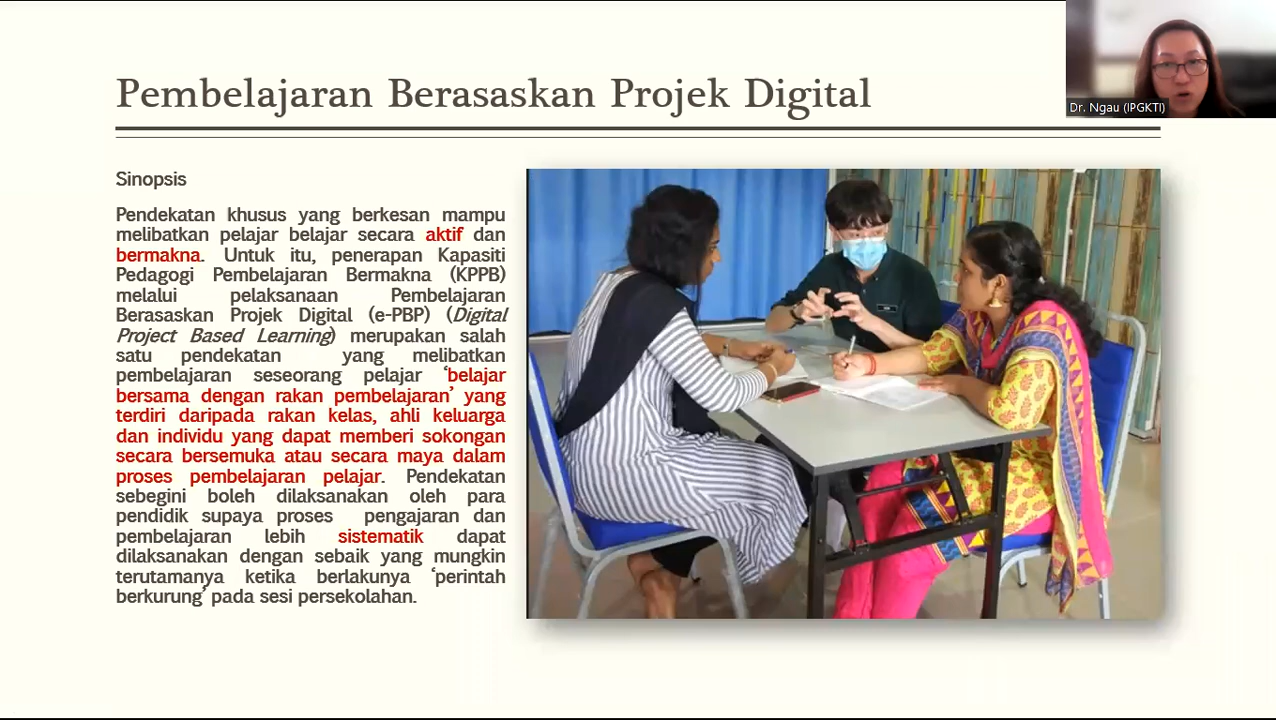 Pembelajaran Berasaskan Projek Digital
Dr. Ngau (IPGKTI)
Sinopsis
Pendekatan khusus yang berkesan mampu
melibatkan pelajar belajar secara aktif dan
bermakna. Untuk itu, penerapan Kapasiti
Pedagogi Pembelajaran Bermakna (KPPB)
melalui pelaksanaan Pembelajaran
Berasaskan Projek Digital (e-PBP) (Digital
Project Based Learning) merupakan salah
satu pendekatan yang melibatkan
pembelajaran seseorang pelajar ‘belajar
bersama dengan rakan pembelajaran’ yang
terdiri daripada rakan kelas, ahli keluarga
dan individu yang dapat memberi sokongan
secara bersemuka atau secara maya dalam
proses pembelajaran pelajar. Pendekatan
sebegini boleh dilaksanakan oleh para
pendidik supaya proses pengajaran dan
pembelajaran lebih sistematik dapat
dilaksanakan dengan sebaik yang mungkin
terutamanya ketika berlakunya ‘perintah
berkurung’ pada sesi persekolahan.